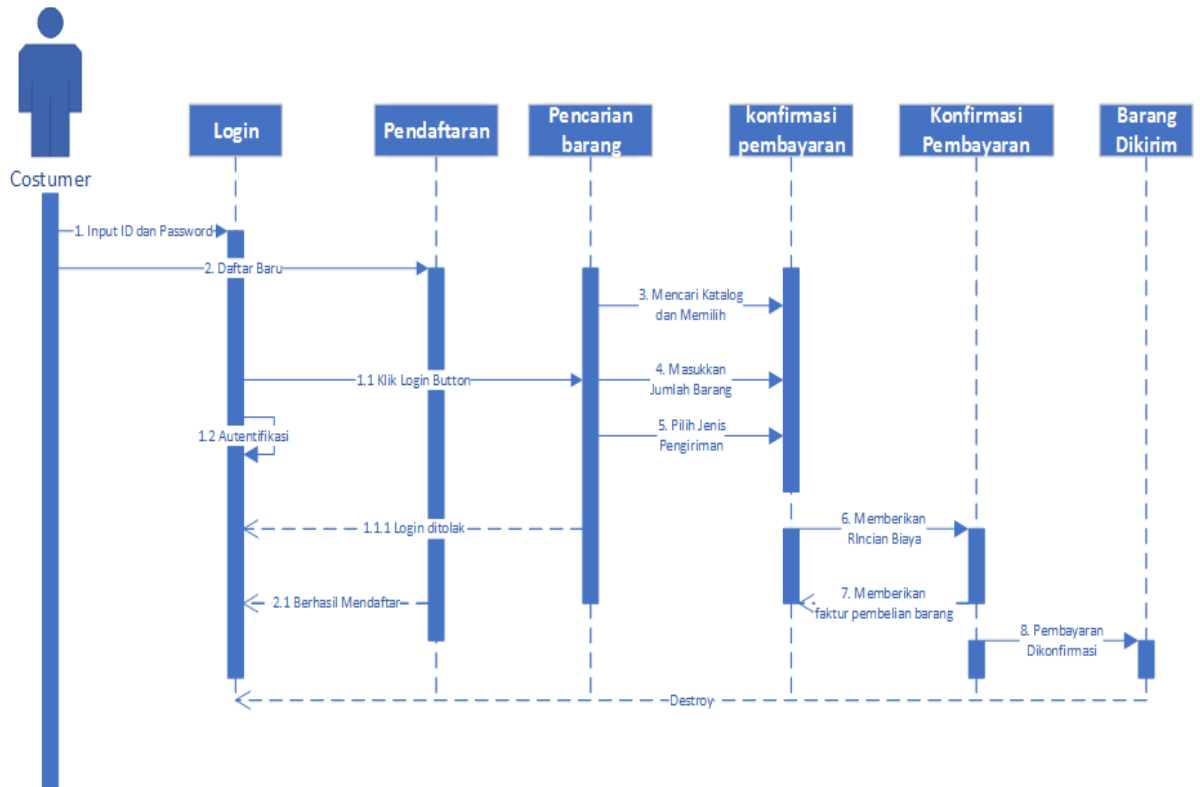 Login
Pendaftaran
Pencarian
barang
konfirmasi
pembayaran
Konfirmasi
Pembayaran
Barang
Dikirim
Costumer
1. Input ID dan Password
2. Daftar Baru
3. Mencari Katalog
dan Memilih
1.1 Klik Login Button
4. Masukkan
Jumlah Barang
1.2 Autentifikasi
5. Pilih Jenis
Pengiriman
1.1.1 Login ditolak
6. Memberikan
RIncian Biaya
2.1 Berhasil Mendaftar
7. Memberikan
faktur pembelian barang
8. Pembayaran
Dikonfirmasi
Destroy